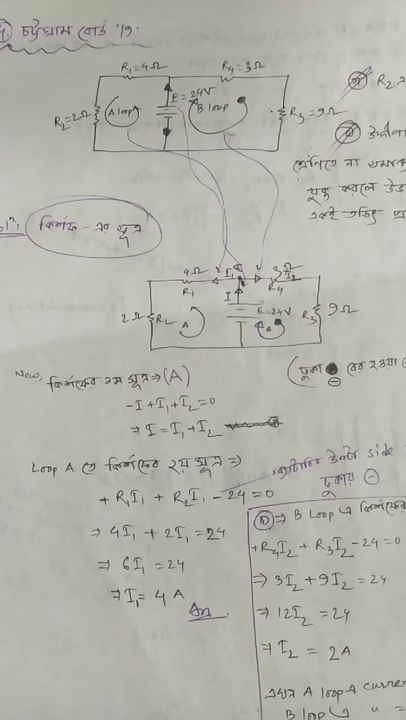 চট্টগ্রাম বোর্ড '19.
R₁=4Ω R₄=3Ω
R₂=2Ω A loop E=24V B loop R₃=9Ω
R₂
কির্শফ - এর সূত্র
4Ω I₁ 3Ω I₂
R₁ R₄
2Ω R₂ A I E=24V B R₃ 9Ω
Now, কির্শফের ১ম সূত্র ⇒ (A)
-I+I₁+I₂=0
⇒ I=I₁+I₂
Loop A তে কির্শফের ২য় সূত্র ⇒
+ R₁I₁ + R₂I₁ - 24=0
⇒ 4I₁ + 2I₁ = 24
⇒ 6I₁ = 24
⇒ I₁ = 4 A
Ans.
উল্টা side
ঢুকায় ⊖
⇒ B Loop এ কির্শফের
+R₄I₂ + R₃I₂ - 24 = 0
⇒ 3I₂ + 9I₂ = 24
⇒ 12I₂ = 24
⇒ I₂ = 2A
A loop এ curren
B loop এ